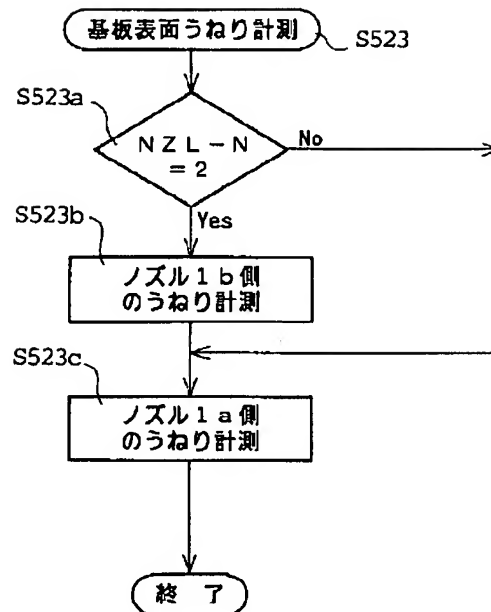 基板表面うねり計測
S523
S523a
NZL-N
=2
No
Yes
S523b
ノズル1b側
のうねり計測
S523c
ノズル1a側
のうねり計測
終 了